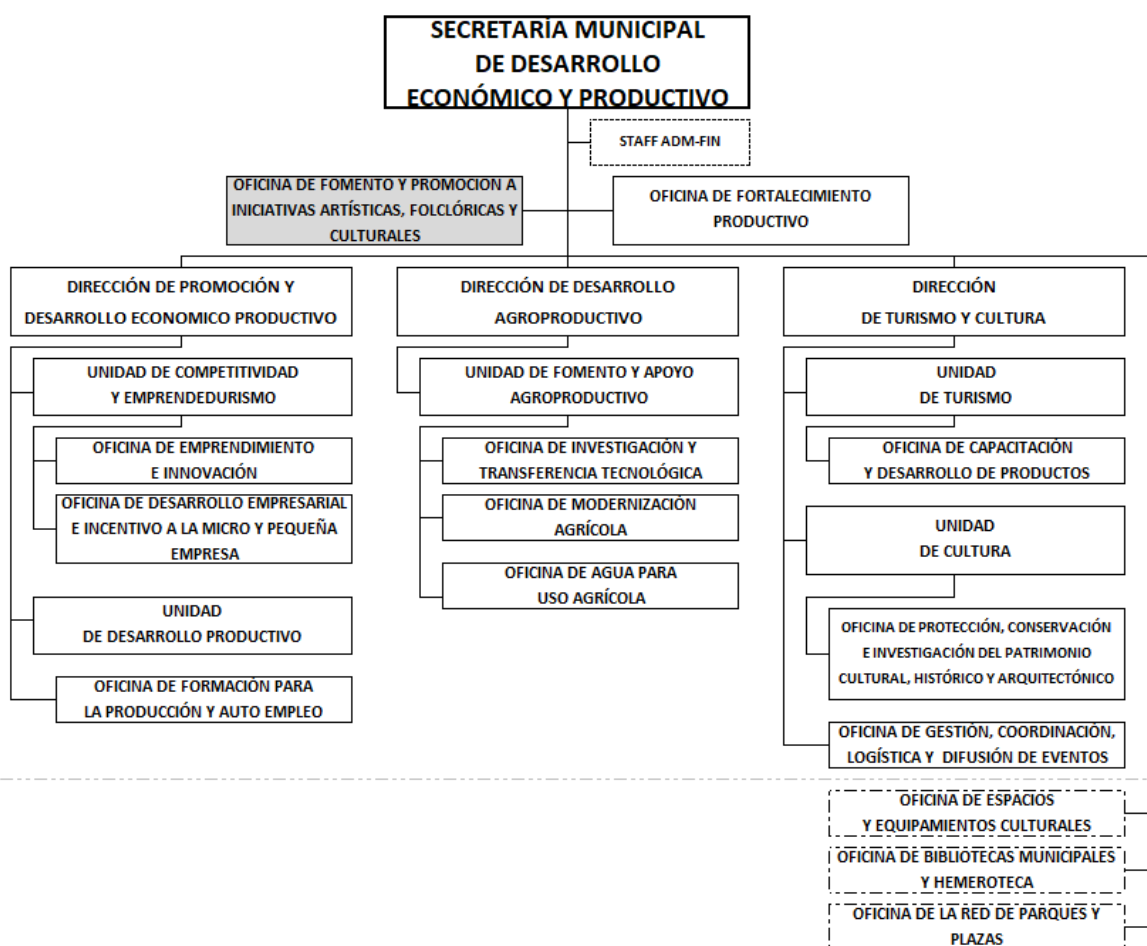 SECRETARÍA MUNICIPAL
DE DESARROLLO
ECONÓMICO Y PRODUCTIVO
STAFF ADM-FIN
OFICINA DE FOMENTO Y PROMOCION A
INICIATIVAS ARTÍSTICAS, FOLCLÓRICAS Y
CULTURALES
OFICINA DE FORTALECIMIENTO
PRODUCTIVO
DIRECCIÓN DE PROMOCIÓN Y
DESARROLLO ECONOMICO PRODUCTIVO
UNIDAD DE COMPETITIVIDAD
Y EMPRENDEDURISMO
OFICINA DE EMPRENDIMIENTO
E INNOVACIÓN
OFICINA DE DESARROLLO EMPRESARIAL
E INCENTIVO A LA MICRO Y PEQUEÑA
EMPRESA
UNIDAD
DE DESARROLLO PRODUCTIVO
OFICINA DE FORMACIÓN PARA
LA PRODUCCIÓN Y AUTO EMPLEO
DIRECCIÓN DE DESARROLLO
AGROPRODUCTIVO
UNIDAD DE FOMENTO Y APOYO
AGROPRODUCTIVO
OFICINA DE INVESTIGACIÓN Y
TRANSFERENCIA TECNOLÓGICA
OFICINA DE MODERNIZACIÓN
AGRÍCOLA
OFICINA DE AGUA PARA
USO AGRÍCOLA
DIRECCIÓN
DE TURISMO Y CULTURA
UNIDAD
DE TURISMO
OFICINA DE CAPACITACIÓN
Y DESARROLLO DE PRODUCTOS
UNIDAD
DE CULTURA
OFICINA DE PROTECCIÓN, CONSERVACIÓN
E INVESTIGACIÓN DEL PATRIMONIO
CULTURAL, HISTÓRICO Y ARQUITECTÓNICO
OFICINA DE GESTIÓN, COORDINACIÓN,
LOGÍSTICA Y DIFUSIÓN DE EVENTOS
OFICINA DE ESPACIOS
Y EQUIPAMIENTOS CULTURALES
OFICINA DE BIBLIOTECAS MUNICIPALES
Y HEMEROTECA
OFICINA DE LA RED DE PARQUES Y
PLAZAS